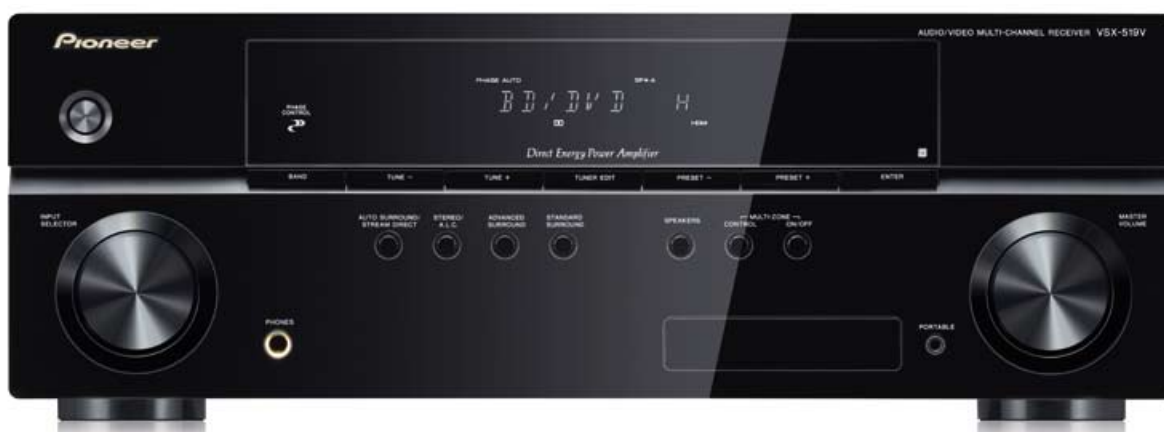 Pioneer
AUDIO/VIDEO MULTI-CHANNEL RECEIVER VSX-519V
PHASE AUTO SP►A
PHASE
CONTROL
BD/DVD H
Direct Energy Power Amplifier
BAND TUNE – TUNE + TUNER EDIT PRESET – PRESET + ENTER
INPUT
SELECTOR
AUTO SURROUND/
STREAM DIRECT
STEREO/
A.L.C.
ADVANCED
SURROUND
STANDARD
SURROUND
SPEAKERS
MULTI-ZONE
CONTROL ON/OFF
MASTER
VOLUME
PHONES
PORTABLE